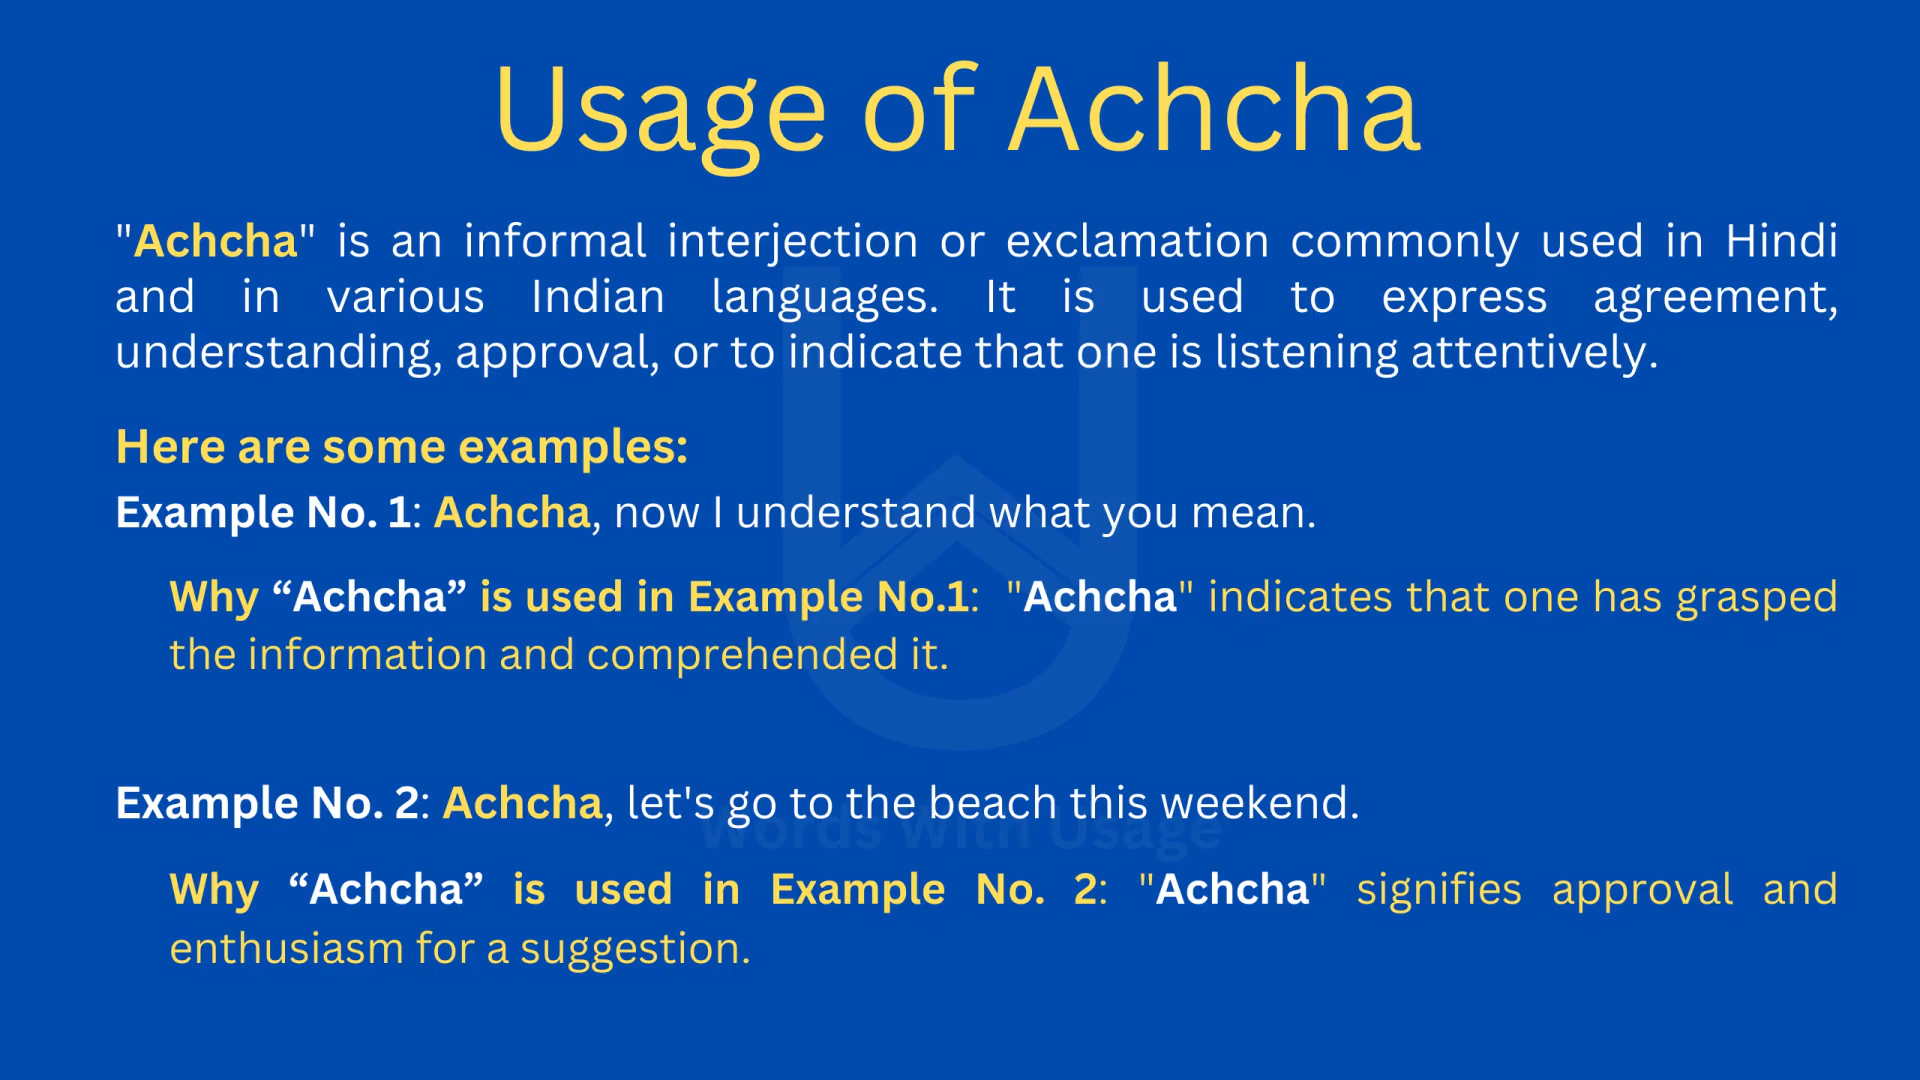 Usage of Achcha
"Achcha" is an informal interjection or exclamation commonly used in Hindi
and in various Indian languages. It is used to express agreement,
understanding, approval, or to indicate that one is listening attentively.
Here are some examples:
Example No. 1: Achcha, now I understand what you mean.
Why “Achcha” is used in Example No.1: "Achcha" indicates that one has grasped
the information and comprehended it.
Example No. 2: Achcha, let's go to the beach this weekend.
Words With Usage
Why “Achcha” is used in Example No. 2: "Achcha" signifies approval and
enthusiasm for a suggestion.